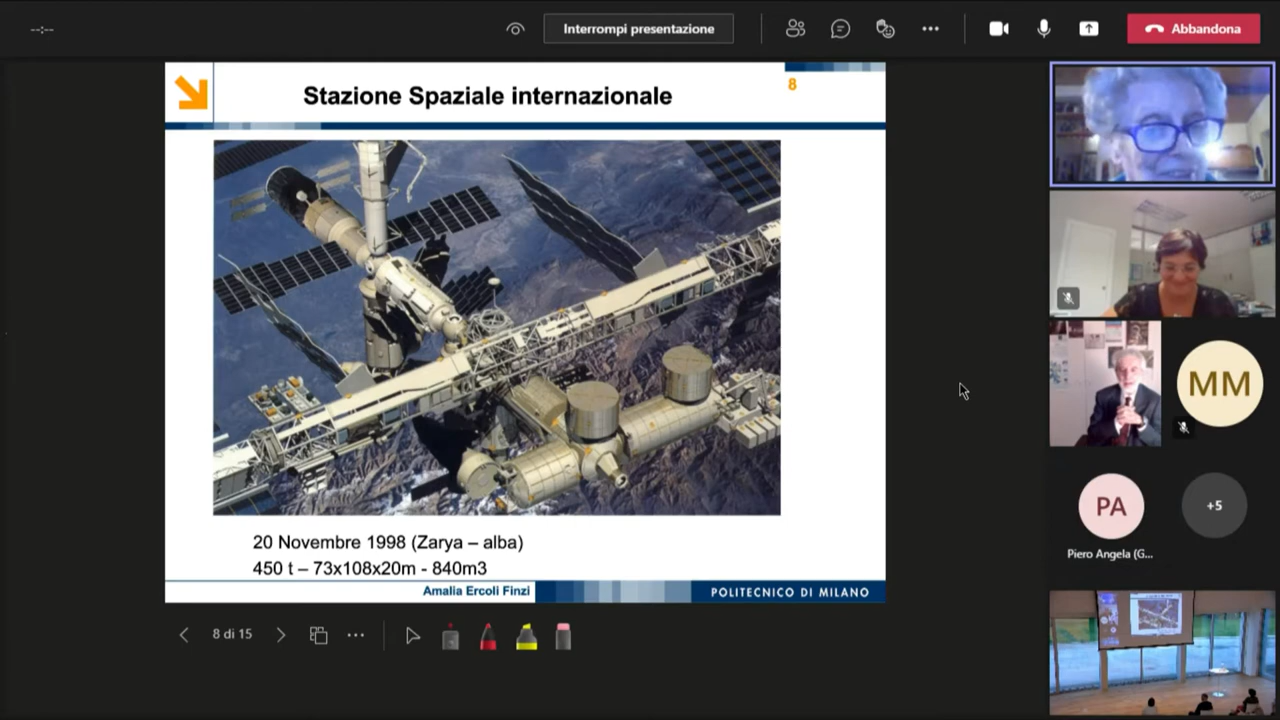 --:--
Interrompi presentazione
Abbandona
Stazione Spaziale internazionale
8
20 Novembre 1998 (Zarya – alba)
450 t – 73x108x20m - 840m3
Amalia Ercoli Finzi
POLITECNICO DI MILANO
8 di 15
MM
PA
+5
Piero Angela (G...